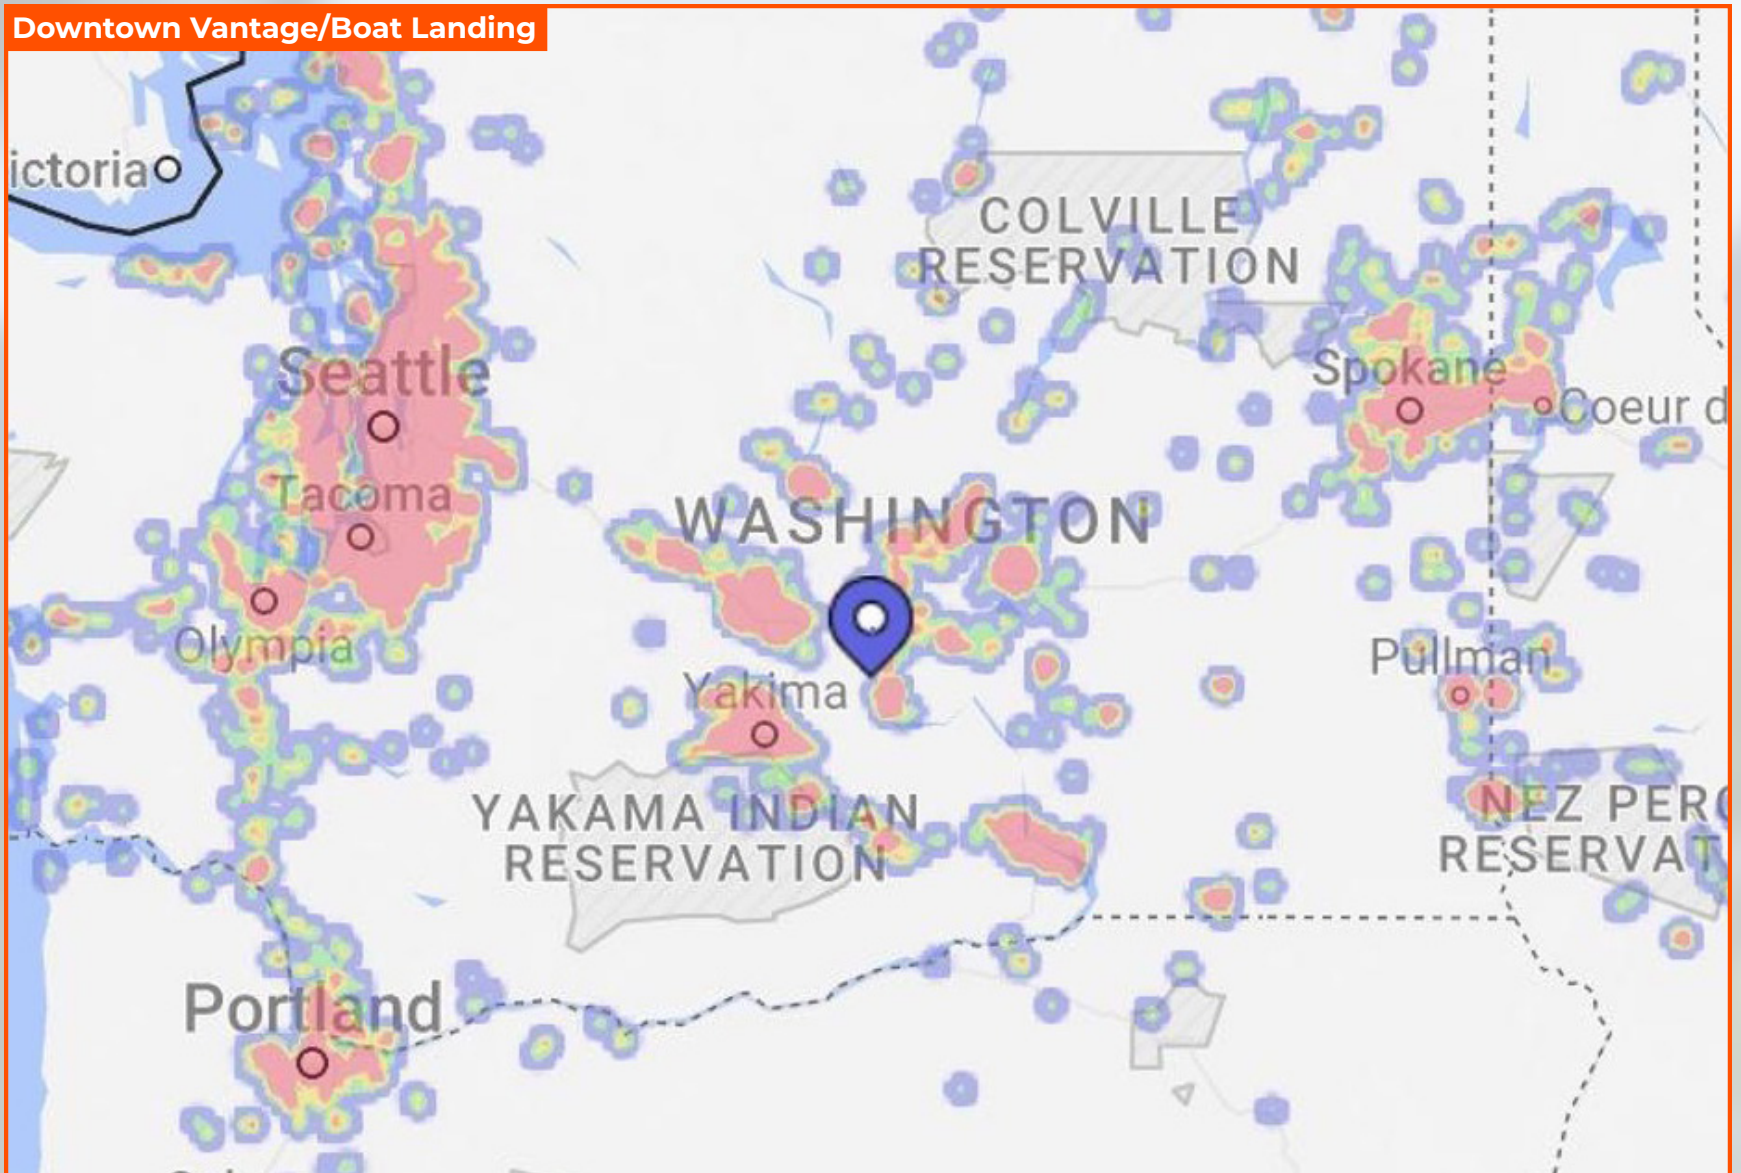 Downtown Vantage/Boat Landing
ictoria
COLVILLE
RESERVATION
Seattle
Spokane
Coeur d
Tacoma
WASHINGTON
Olympia
Pullman
Yakima
YAKAMA INDIAN
RESERVATION
NEZ PERC
RESERVAT
Portland